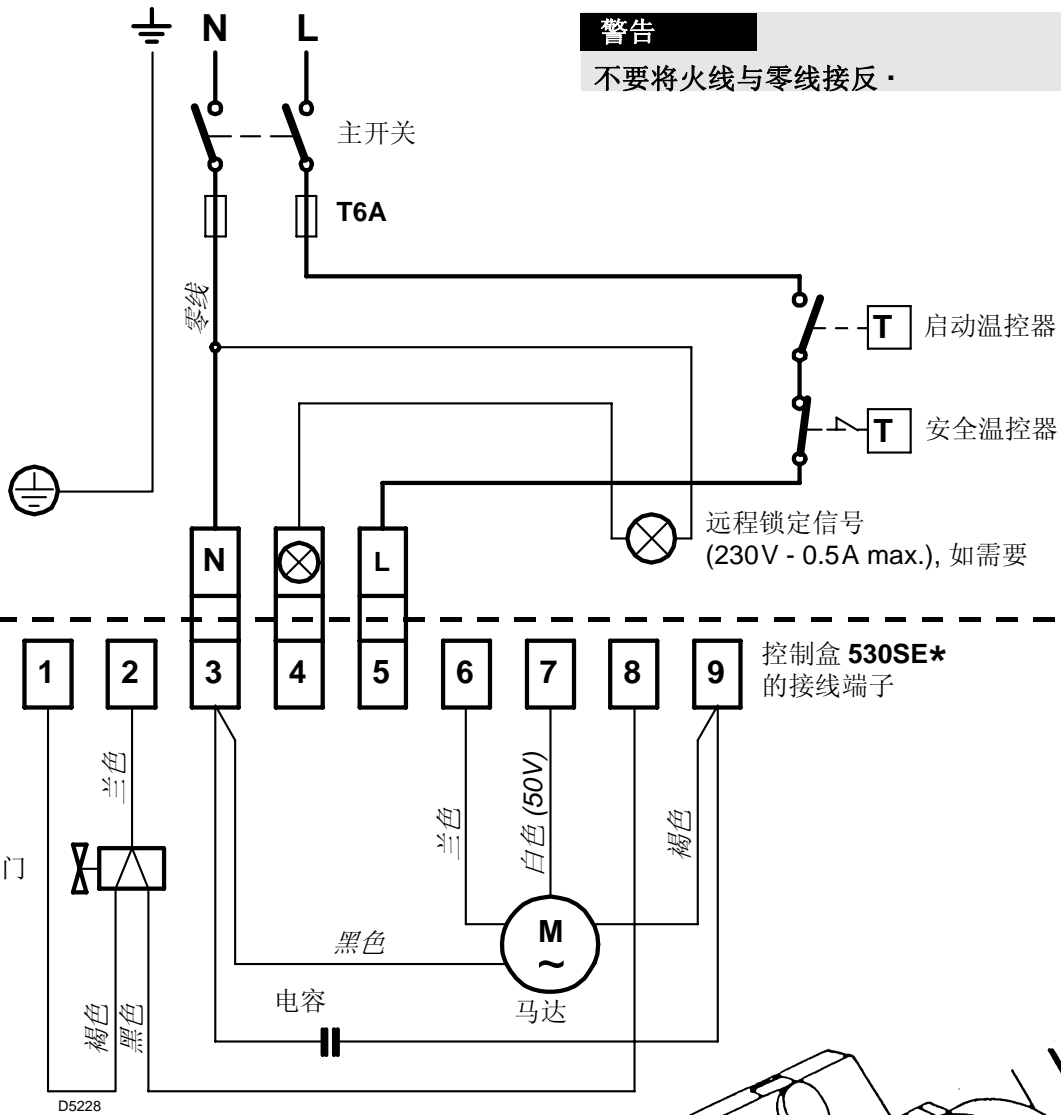 N L
警告
不要将火线与零线接反 ·
主开关
T6A
零线
T 启动温控器
T 安全温控器
远程锁定信号
(230V - 0.5A max.), 如需要
N L
1 2 3 4 5 6 7 8 9
控制盒 530SE*
的接线端子
兰色
兰色
白色 (50V)
褐色
门
黑色
M
~
马达
电容
褐色
黑色
D5228